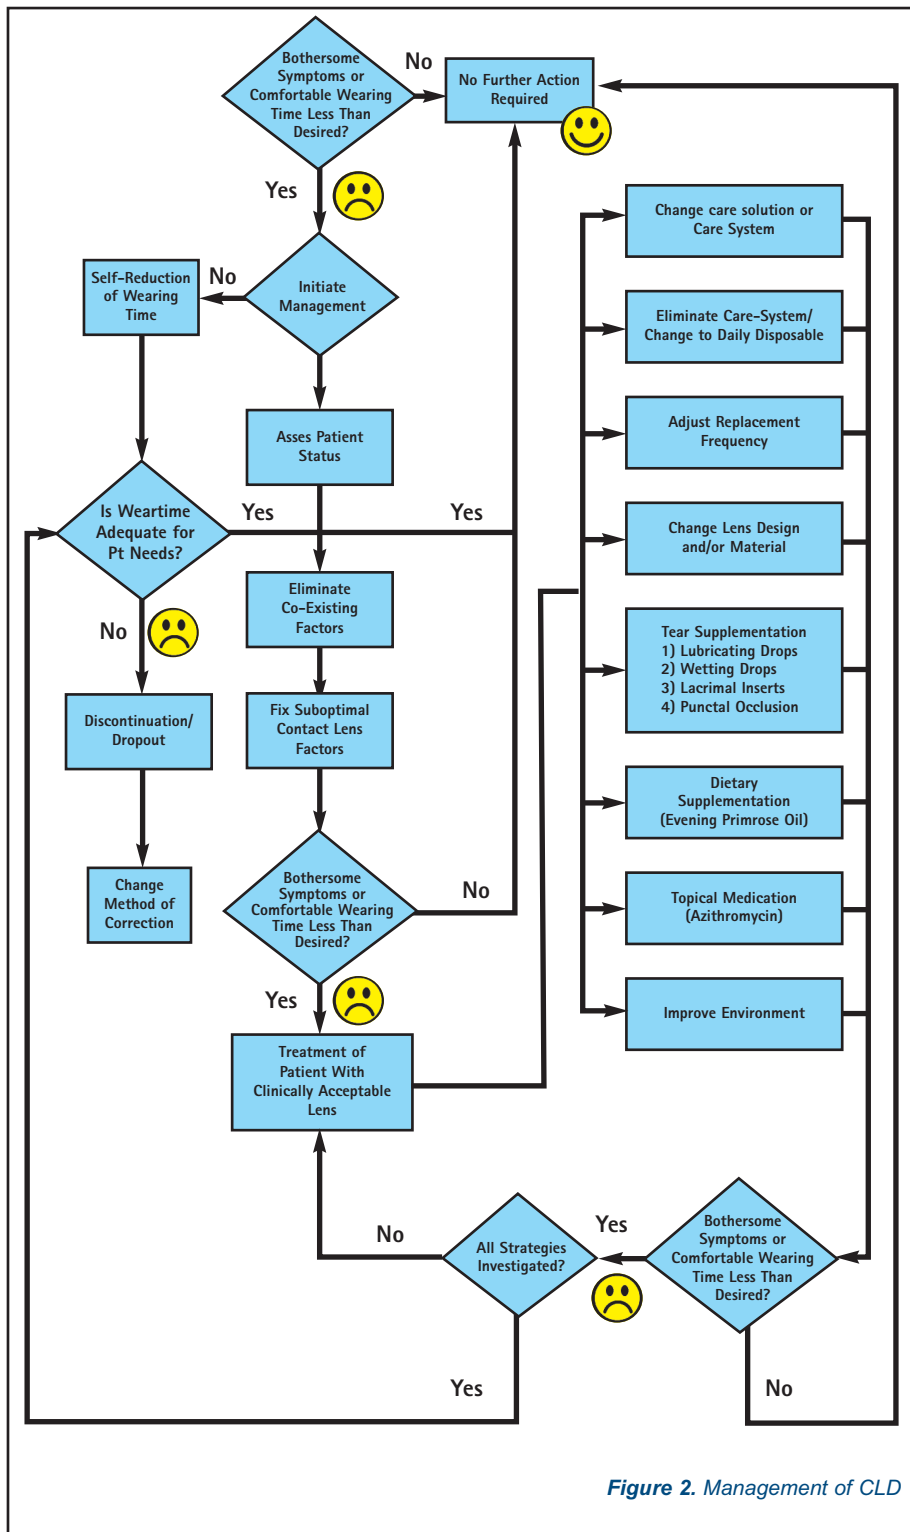 Bothersome
Symptoms or
Comfortable Wearing
Time Less Than
Desired?
No
No Further Action
Required
Yes
Initiate
Management
No
Self-Reduction
of Wearing
Time
Asses Patient
Status
Is Weartime
Adequate for
Pt Needs?
Yes
Yes
Eliminate
Co-Existing
Factors
No
Discontinuation/
Dropout
Fix Suboptimal
Contact Lens
Factors
Change
Method of
Correction
Bothersome
Symptoms or
Comfortable Wearing
Time Less Than
Desired?
No
Yes
Treatment of
Patient With
Clinically Acceptable
Lens
Change care solution or
Care System
Eliminate Care-System/
Change to Daily Disposable
Adjust Replacement
Frequency
Change Lens Design
and/or Material
Tear Supplementation
1) Lubricating Drops
2) Wetting Drops
3) Lacrimal Inserts
4) Punctal Occlusion
Dietary
Supplementation
(Evening Primrose Oil)
Topical Medication
(Azithromycin)
Improve Environment
Bothersome
Symptoms or
Comfortable Wearing
Time Less Than
Desired?
Yes
All Strategies
Investigated?
No
Yes
No
Figure 2. Management of CLD